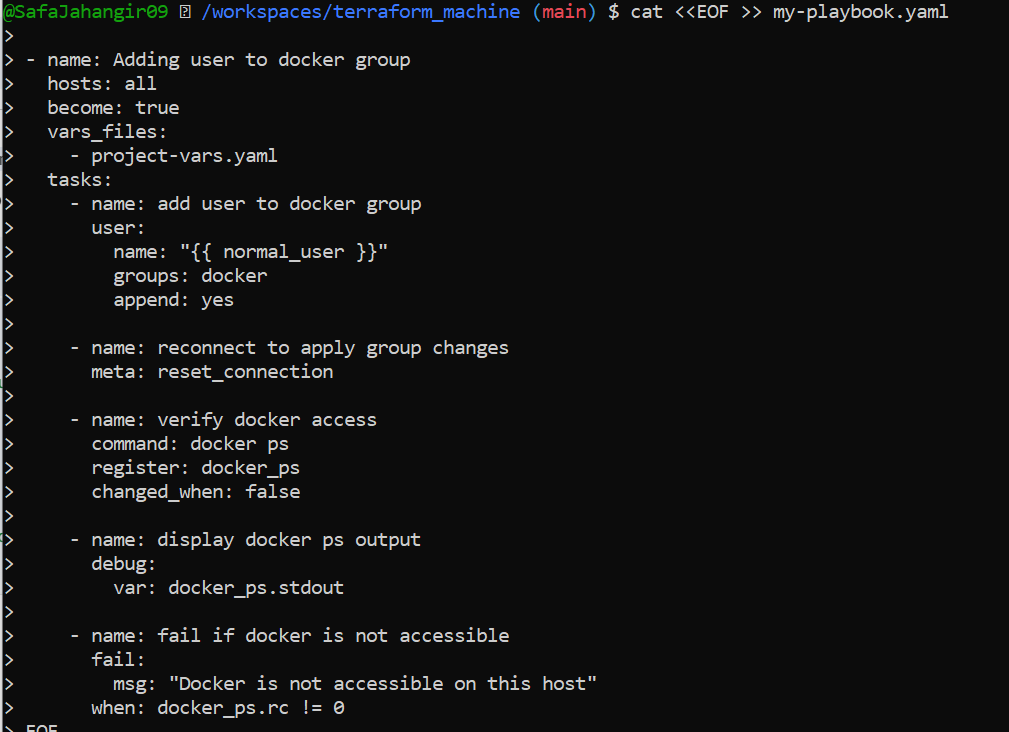 @SafaJahangir09 /workspaces/terraform_machine (main) $ cat <<EOF >> my-playbook.yaml
>
> - name: Adding user to docker group
>   hosts: all
>   become: true
>   vars_files:
>     - project-vars.yaml
>   tasks:
>     - name: add user to docker group
>       user:
>         name: "{{ normal_user }}"
>         groups: docker
>         append: yes
>
>     - name: reconnect to apply group changes
>       meta: reset_connection
>
>     - name: verify docker access
>       command: docker ps
>       register: docker_ps
>       changed_when: false
>
>     - name: display docker ps output
>       debug:
>         var: docker_ps.stdout
>
>     - name: fail if docker is not accessible
>       fail:
>         msg: "Docker is not accessible on this host"
>       when: docker_ps.rc != 0
> EOF